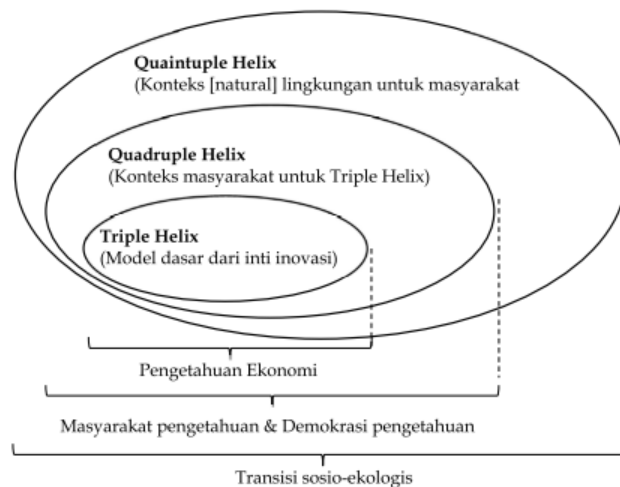 Quaintuple Helix
(Konteks [natural] lingkungan untuk masyarakat
Quadruple Helix
(Konteks masyarakat untuk Triple Helix)
Triple Helix
(Model dasar dari inti inovasi)
Pengetahuan Ekonomi
Masyarakat pengetahuan & Demokrasi pengetahuan
Transisi sosio-ekologis